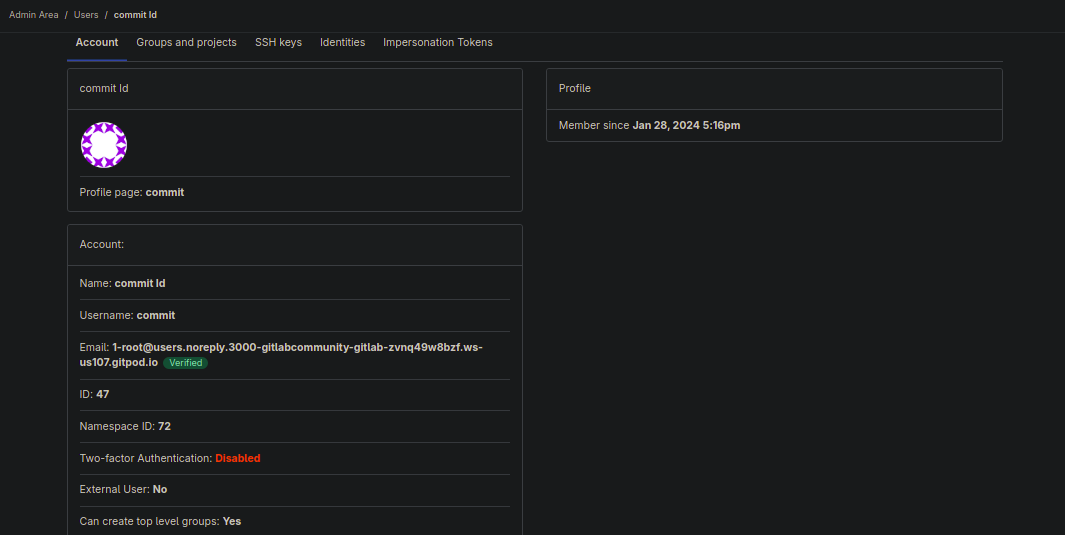 Admin Area / Users / commit Id
Account Groups and projects SSH keys Identities Impersonation Tokens
commit Id
Profile page: commit
Profile
Member since Jan 28, 2024 5:16pm
Account:
Name: commit Id
Username: commit
Email: 1-root@users.noreply.3000-gitlabcommunity-gitlab-zvnq49w8bzf.ws-
us107.gitpod.io Verified
ID: 47
Namespace ID: 72
Two-factor Authentication: Disabled
External User: No
Can create top level groups: Yes